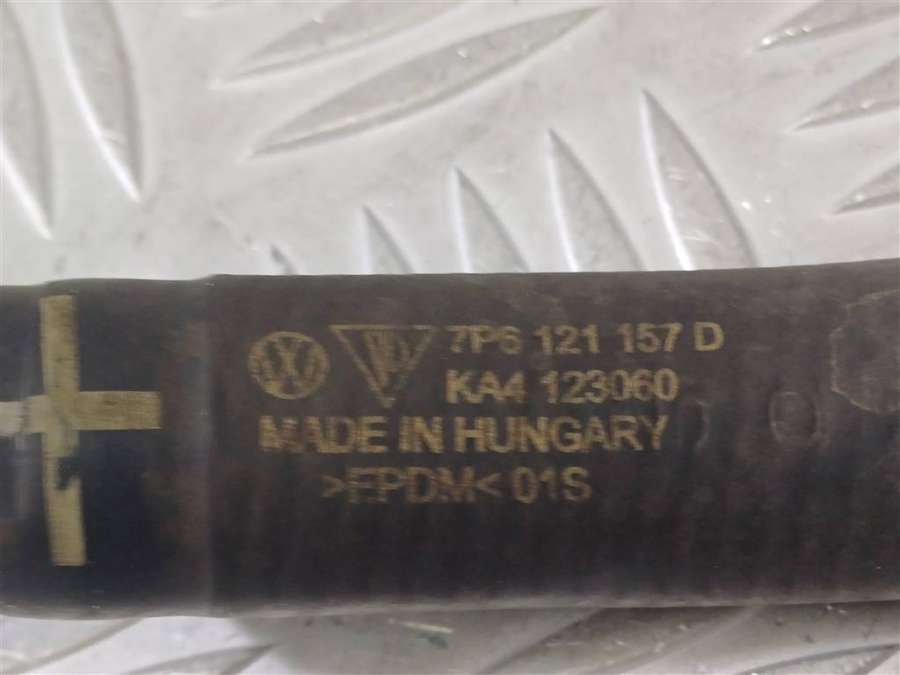 7P6 121 157 D
KA4 123060
MADE IN HUNGARY
>EPDM< 01S